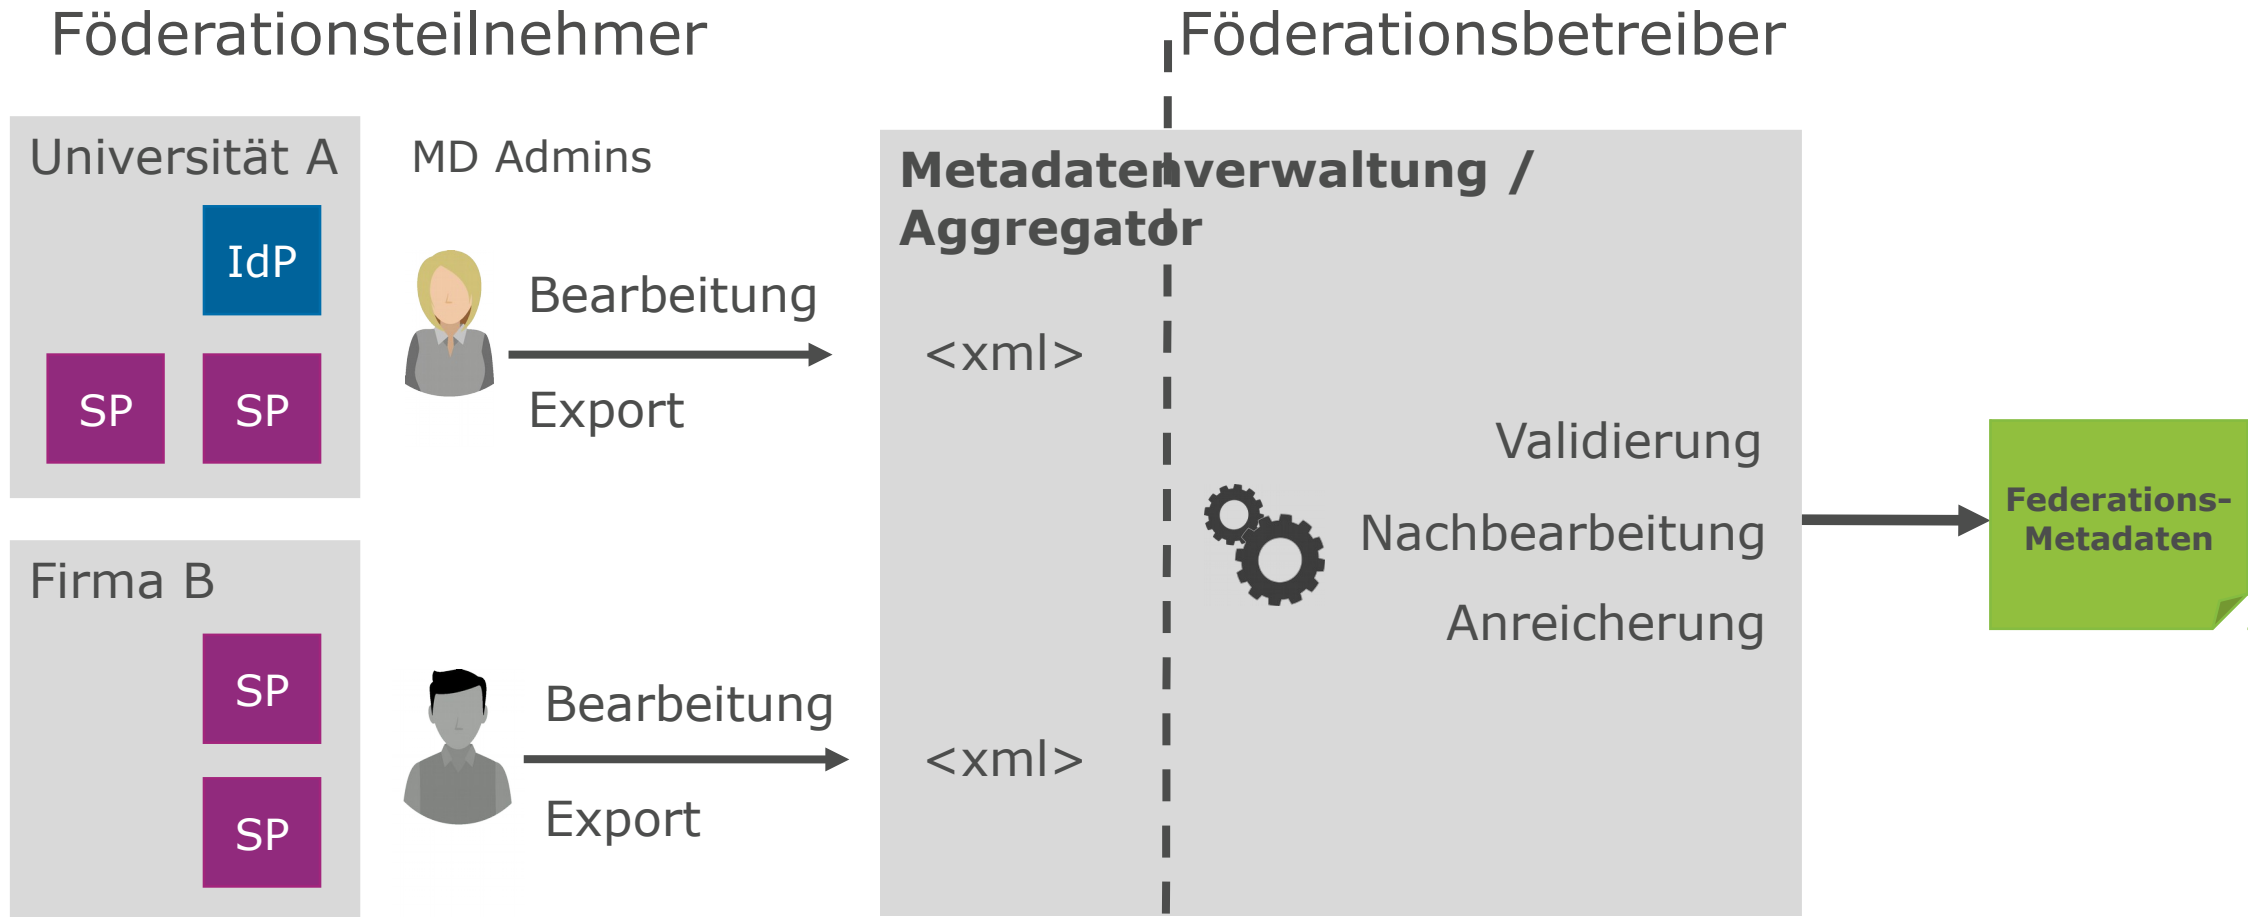 Föderationsteilnehmer
Föderationsbetreiber
Universität A
IdP
SP
SP
MD Admins
Bearbeitung
Export
Firma B
SP
SP
Bearbeitung
Export
Metadatenverwaltung /
Aggregator
<xml>
<xml>
Validierung
Nachbearbeitung
Anreicherung
Federations-
Metadaten